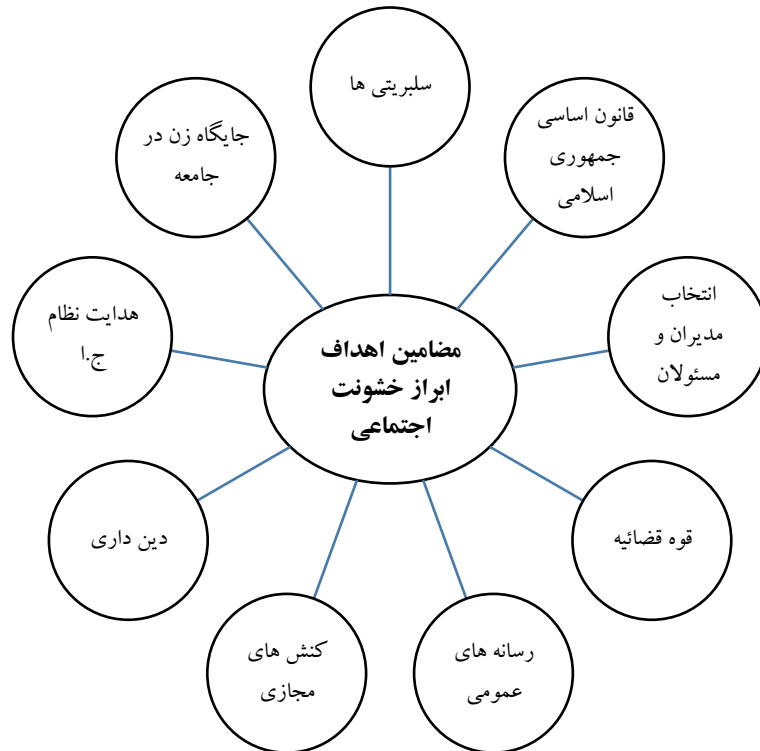 سلبریتی ها
قانون اساسی
جمهوری
اسلامی
انتخاب
مدیران و
مسئولان
قوه قضائیه
رسانه های
عمومی
کنش های
مجازی
دین داری
هدایت نظام
ج.ا
جایگاه زن در
جامعه
مضامین اهداف
ابراز خشونت
اجتماعی